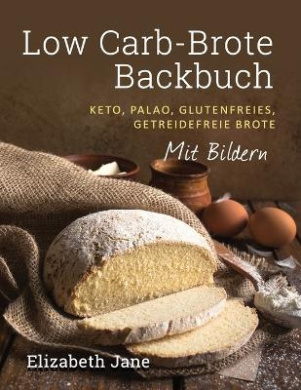 Low Carb-Brote
Backbuch
KETO, PALAO, GLUTENFREIES,
GETREIDEFREIE BROTE
Mit Bildern
Elizabeth Jane